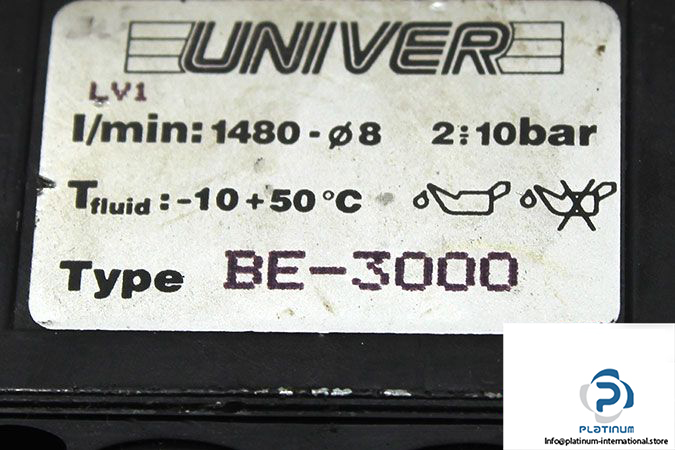 UNIVER
LV1
l/min: 1480 - ø8 2÷10bar
Tfluid: -10 + 50 °C
Type BE-3000
PLATINUM
Info@platinum-international.store